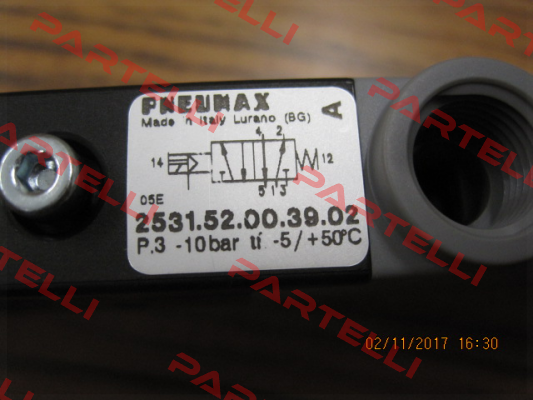 PARTELLI
PARTELLI
PARTELLI
PNEUMAX
Made in Italy Lurano (BG)
A
4 2
14
12
5 1 3
05E
2531.52.00.39.02
P.3 -10bar tí -5/+50°C
PARTELLI
PARTELLI
PARTELLI
02/11/2017 16:30